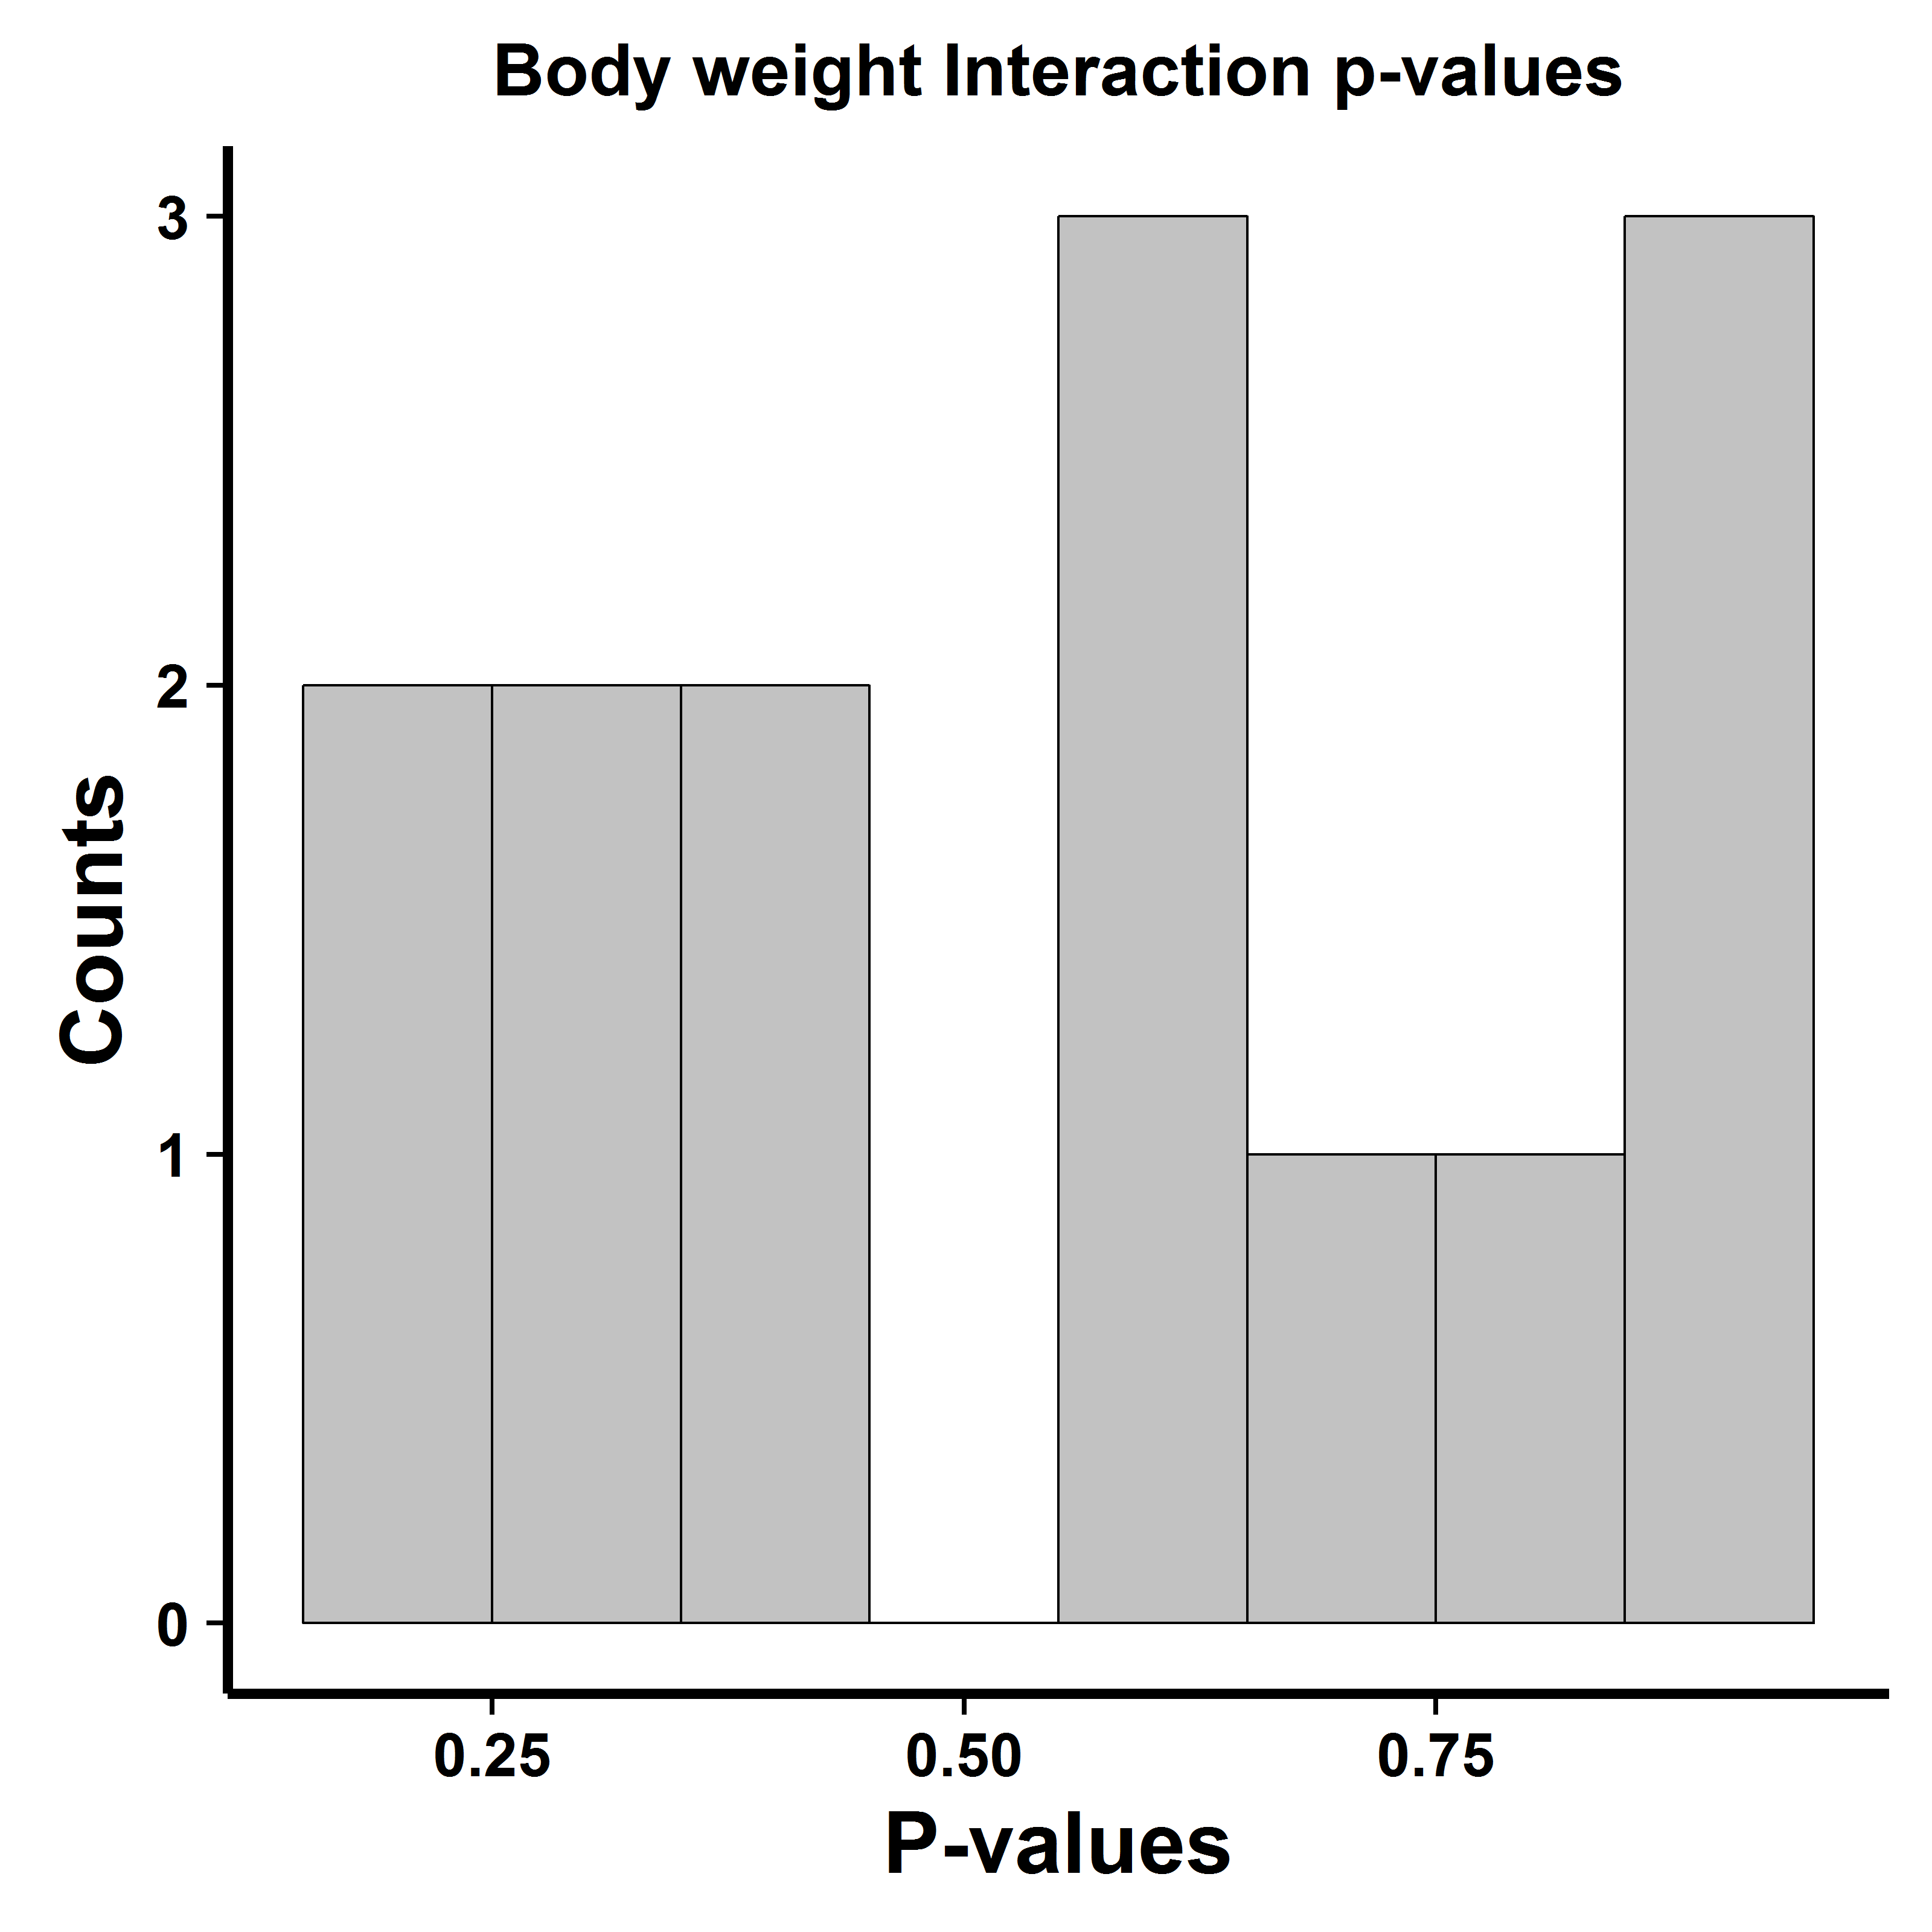 Body weight Interaction p-values
3
2
1
0
Counts
0.25 0.50 0.75
P-values